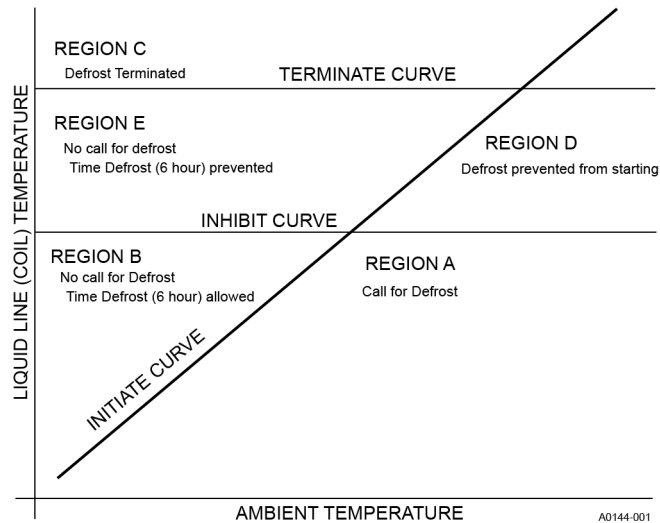 REGION C
Defrost Terminated
TERMINATE CURVE
REGION E
No call for defrost
Time Defrost (6 hour) prevented
REGION D
Defrost prevented from starting
INHIBIT CURVE
REGION B
No call for Defrost
Time Defrost (6 hour) allowed
REGION A
Call for Defrost
INITIATE CURVE
LIQUID LINE (COIL) TEMPERATURE
AMBIENT TEMPERATURE
A0144-001